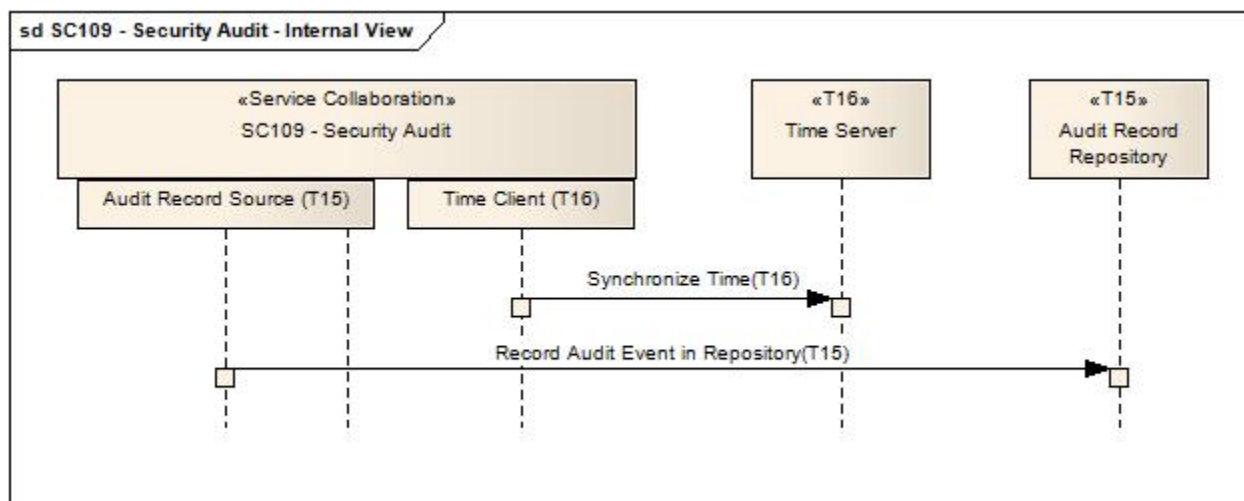 sd SC109 - Security Audit - Internal View
«Service Collaboration»
SC109 - Security Audit
«T16»
Time Server
«T15»
Audit Record
Repository
Audit Record Source (T15)
Time Client (T16)
Synchronize Time(T16)
Record Audit Event in Repository(T15)